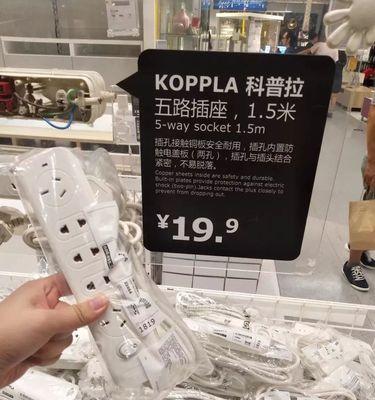 KOPPLA 科普拉
五路插座，1.5米
5-way socket 1.5m
插孔接触铜板安全耐用，插孔内置防
触电盖板（两孔），插孔与插头结合
紧密，不易脱落。
Copper sheets inside are safety and durable.
Built-in plates provide protection against electric
shock (two-pin).Jacks contact the plus closely to
prevent from dropping out.
¥19.9
1819